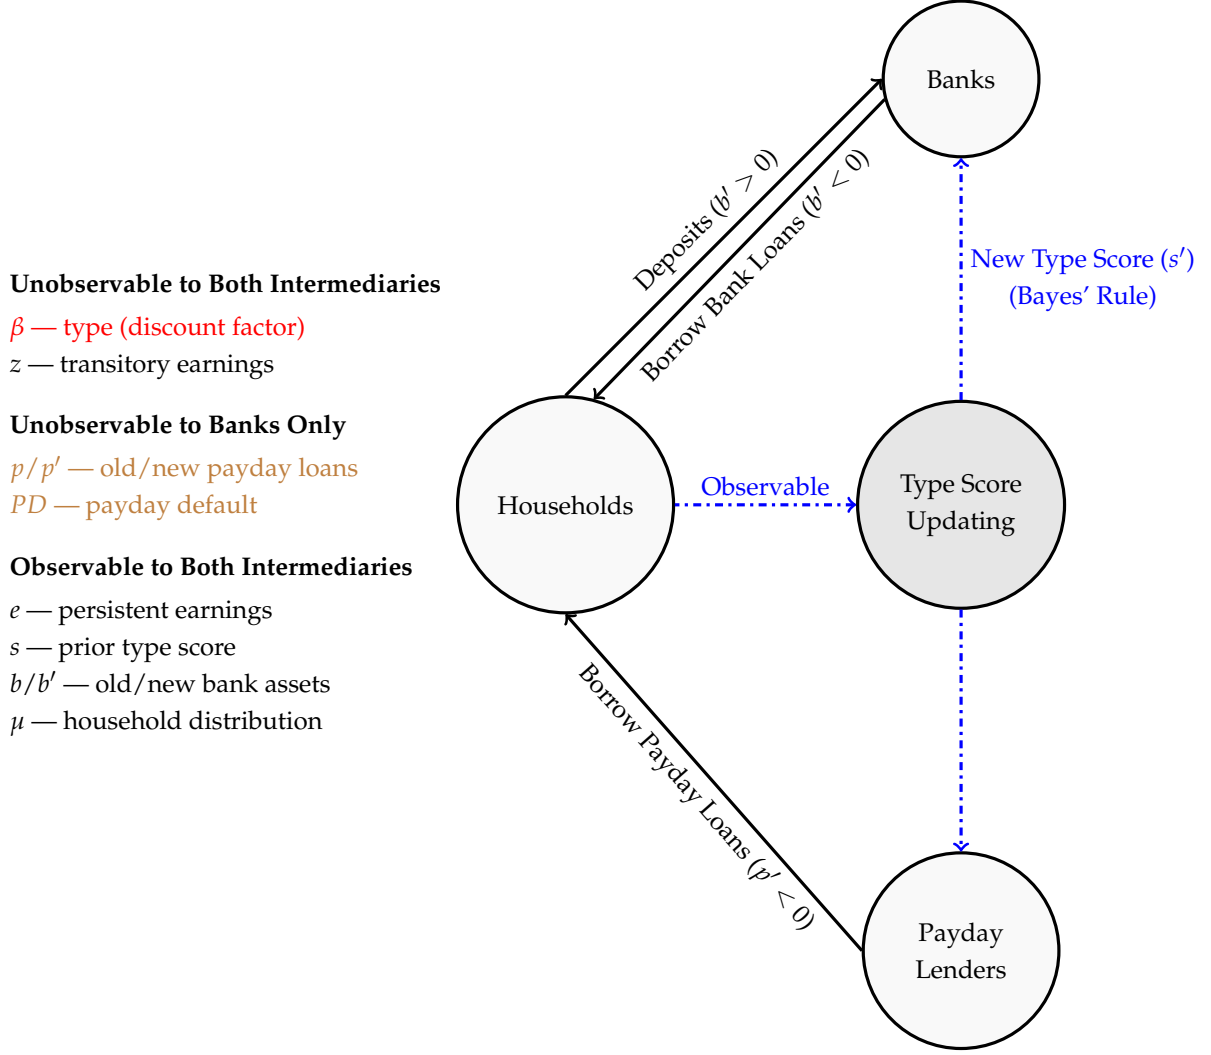 Banks
Deposits (b′ > 0)
Borrow Bank Loans (b′ < 0)
New Type Score (s′)
(Bayes’ Rule)
Unobservable to Both Intermediaries
β — type (discount factor)
z — transitory earnings
Unobservable to Banks Only
p/p′ — old/new payday loans
PD — payday default
Observable to Both Intermediaries
e — persistent earnings
s — prior type score
b/b′ — old/new bank assets
μ — household distribution
Households
Observable
Type Score
Updating
Borrow Payday Loans (p′ < 0)
Payday
Lenders